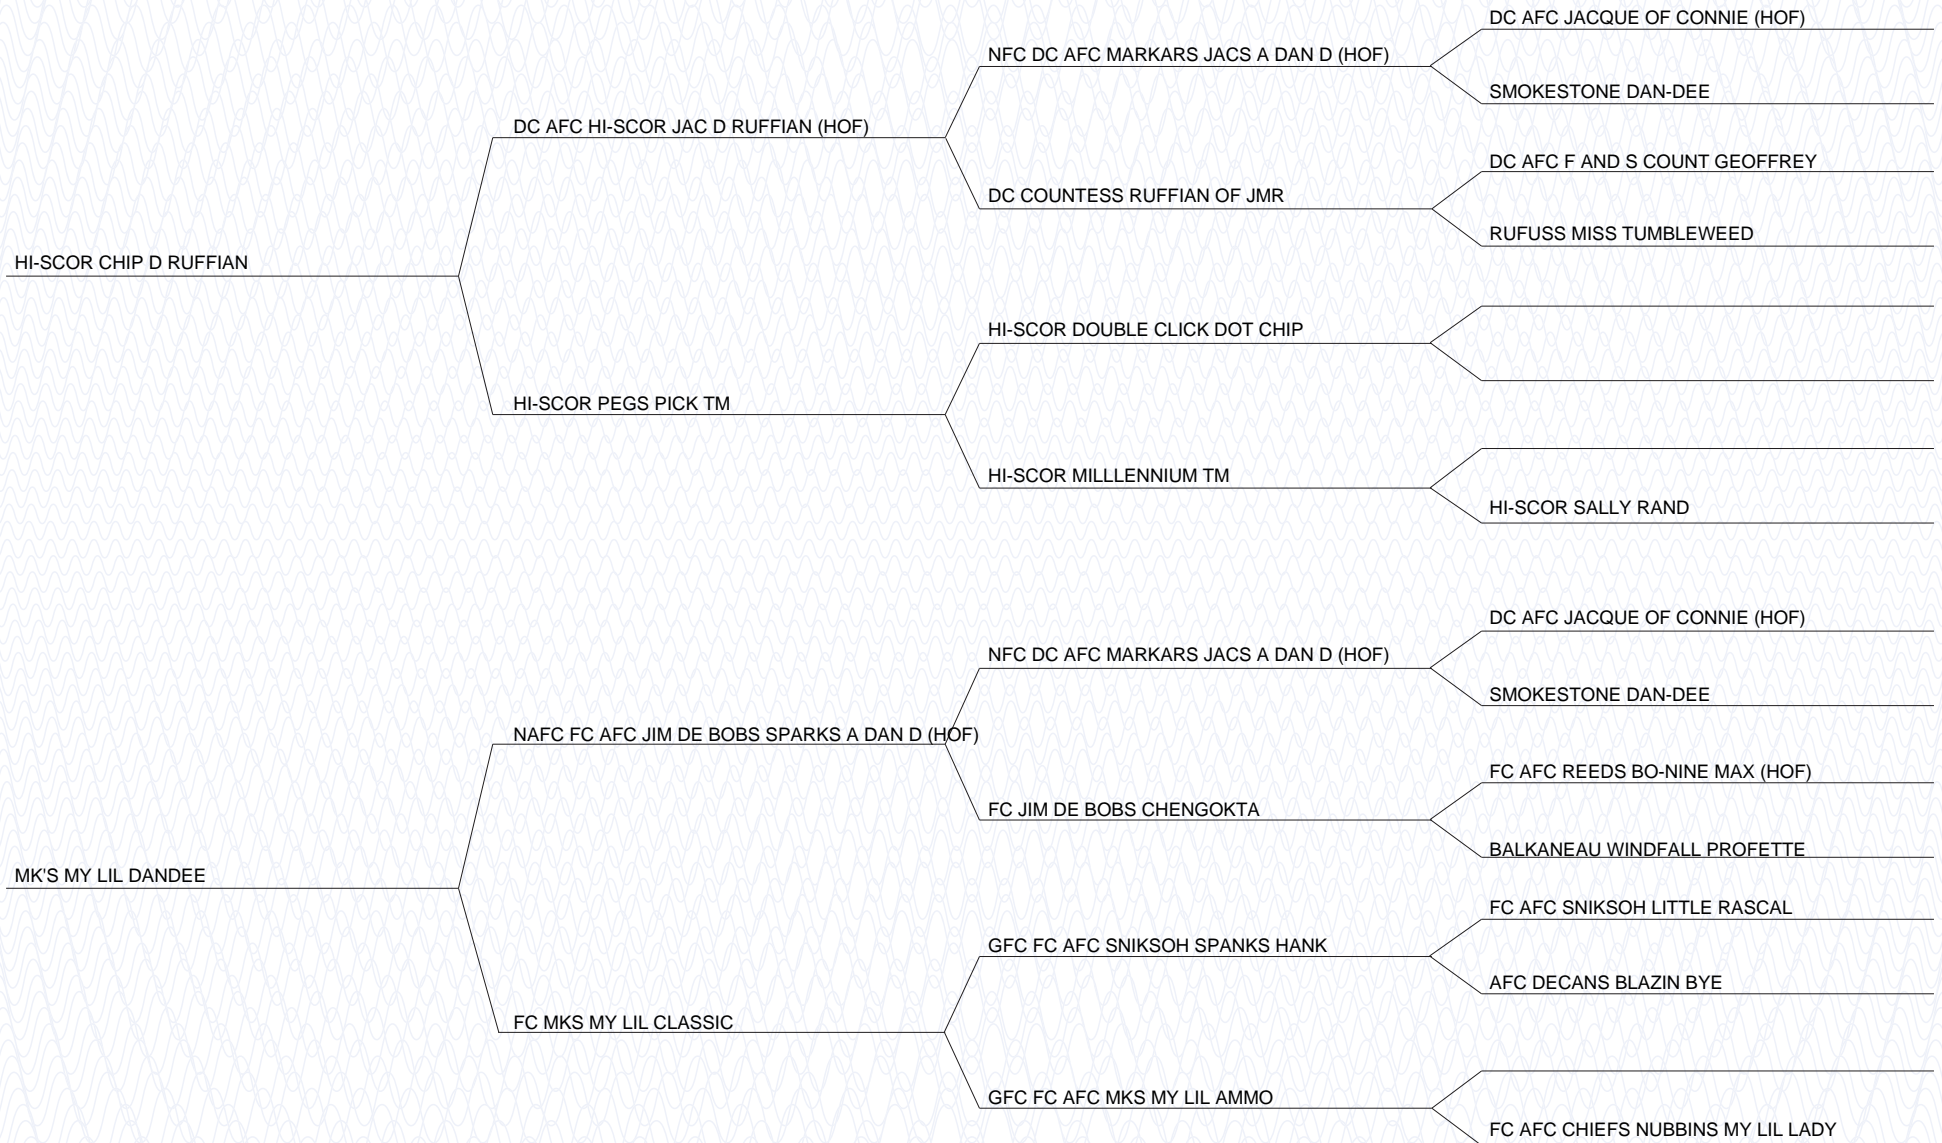 DC AFC JACQUE OF CONNIE (HOF)
NFC DC AFC MARKARS JACS A DAN D (HOF)
SMOKESTONE DAN-DEE
DC AFC HI-SCOR JAC D RUFFIAN (HOF)
DC AFC F AND S COUNT GEOFFREY
DC COUNTESS RUFFIAN OF JMR
RUFUSS MISS TUMBLEWEED
HI-SCOR CHIP D RUFFIAN
HI-SCOR DOUBLE CLICK DOT CHIP
HI-SCOR PEGS PICK TM
HI-SCOR MILLLENNIUM TM
HI-SCOR SALLY RAND
DC AFC JACQUE OF CONNIE (HOF)
NFC DC AFC MARKARS JACS A DAN D (HOF)
SMOKESTONE DAN-DEE
NAFC FC AFC JIM DE BOBS SPARKS A DAN D (HOF)
FC AFC REEDS BO-NINE MAX (HOF)
FC JIM DE BOBS CHENGOKTA
BALKANEAU WINDFALL PROFETTE
MK'S MY LIL DANDEE
FC AFC SNIKSOH LITTLE RASCAL
GFC FC AFC SNIKSOH SPANKS HANK
AFC DECANS BLAZIN BYE
FC MKS MY LIL CLASSIC
GFC FC AFC MKS MY LIL AMMO
FC AFC CHIEFS NUBBINS MY LIL LADY